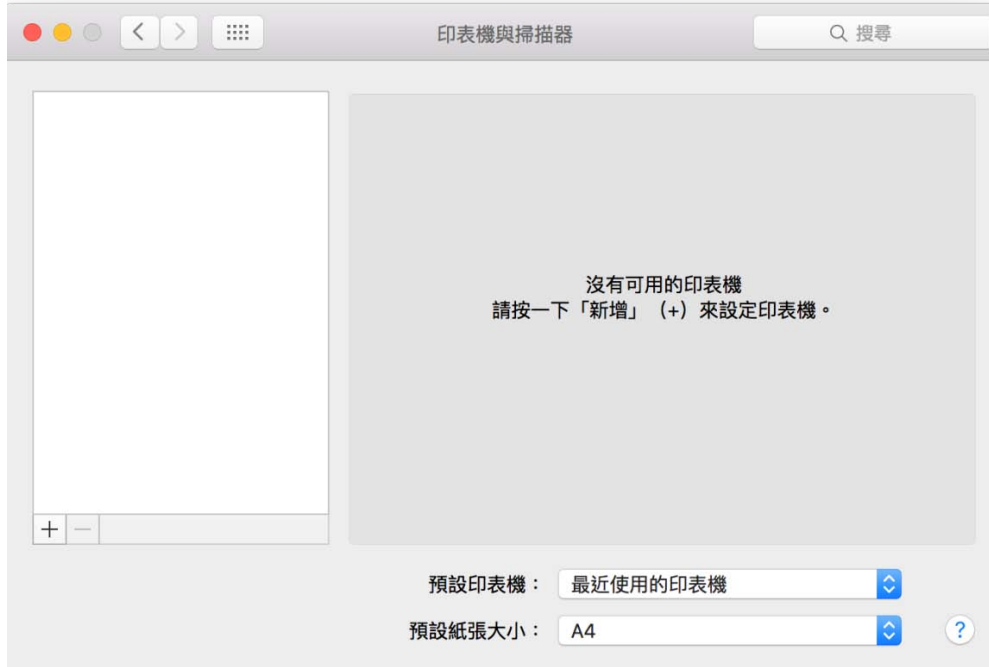 印表機與掃描器
搜尋
沒有可用的印表機
請按一下「新增」（+）來設定印表機。
預設印表機： 最近使用的印表機
預設紙張大小： A4